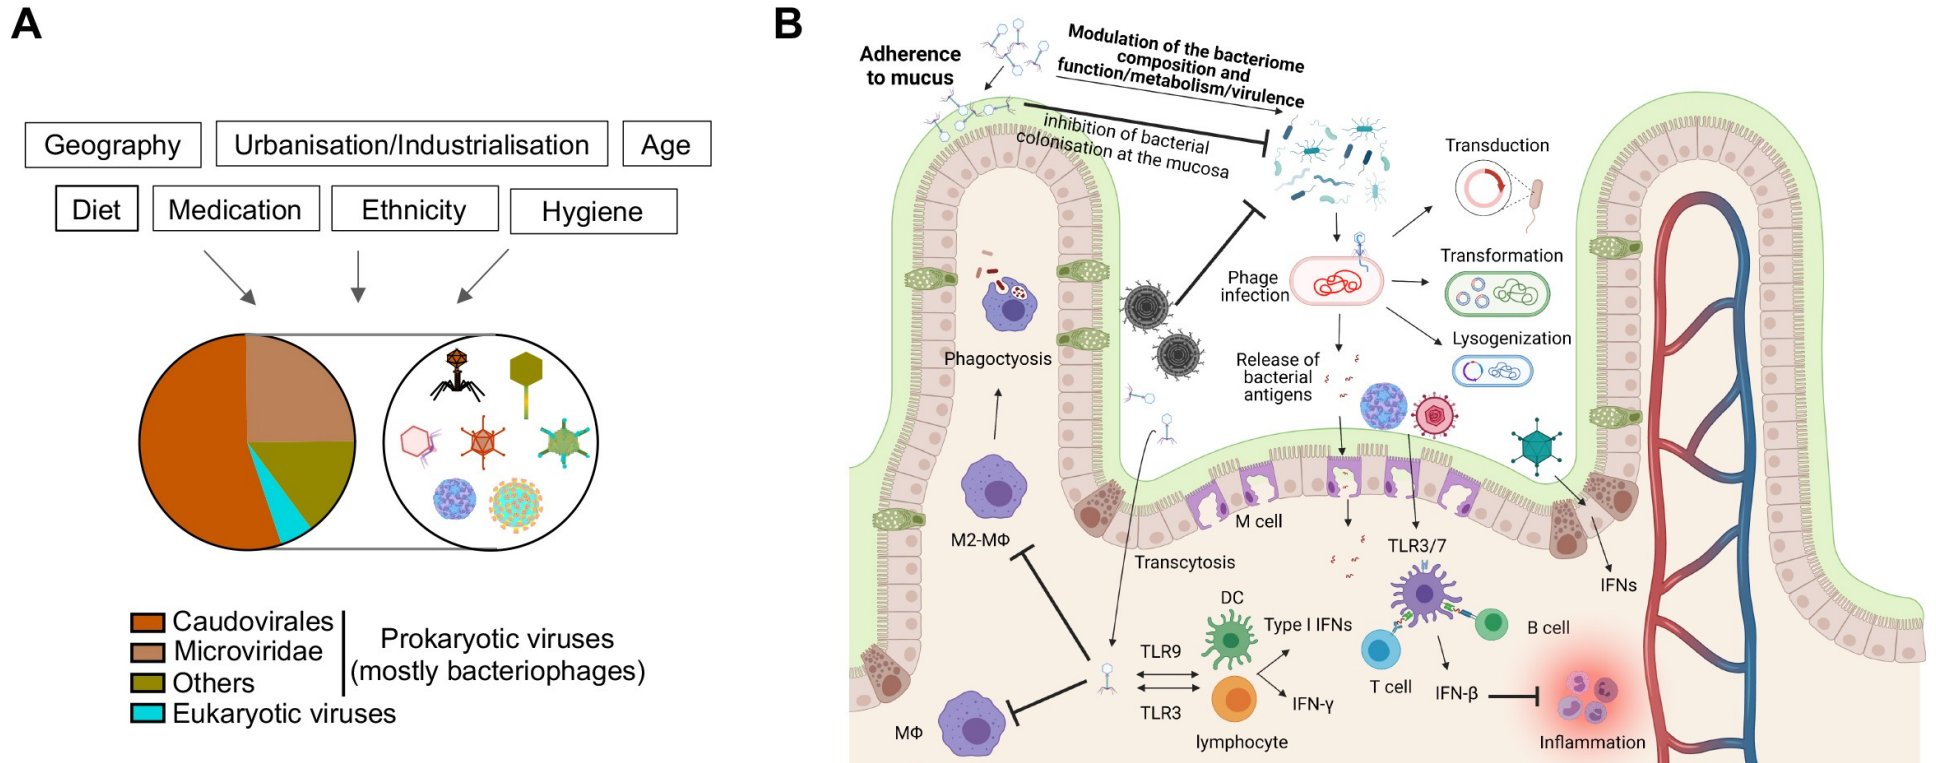 A
Geography
Urbanisation/Industrialisation
Age
Diet
Medication
Ethnicity
Hygiene
Caudovirales
Microviridae
Others
Eukaryotic viruses
Prokaryotic viruses
(mostly bacteriophages)
B
Adherence
to mucus
Modulation of the bacteriome
composition and
function/metabolism/virulence
inhibition of bacterial
colonisation at the mucosa
Transduction
Transformation
Lysogenization
Phage
infection
Release of
bacterial
antigens
Phagoctyosis
M2-MΦ
MΦ
M cell
Transcytosis
TLR9
TLR3
DC
lymphocyte
Type I IFNs
IFN-γ
TLR3/7
T cell
B cell
IFN-β
IFNs
Inflammation